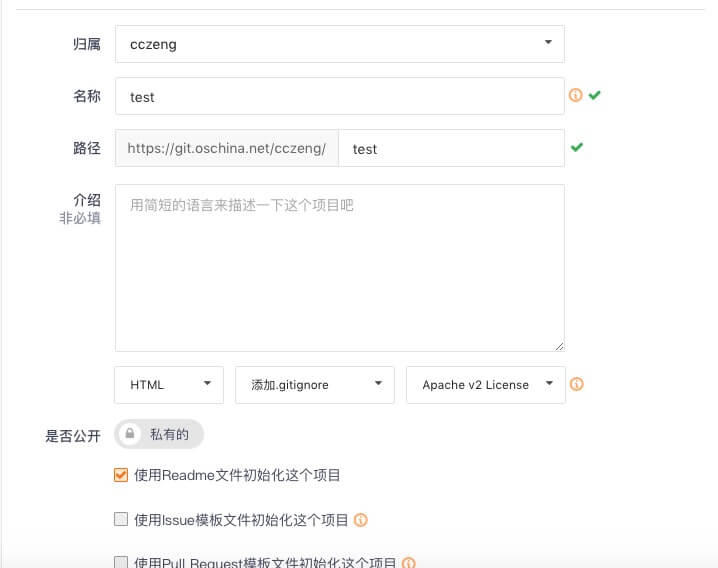 归属 cczeng
名称 test
路径 https://git.oschina.net/cczeng/ test
介绍 用简短的语言来描述一下这个项目吧
非必填
HTML 添加.gitignore Apache v2 License
是否公开 私有的
使用Readme文件初始化这个项目
使用Issue模板文件初始化这个项目
使用Pull Request模板文件初始化这个项目